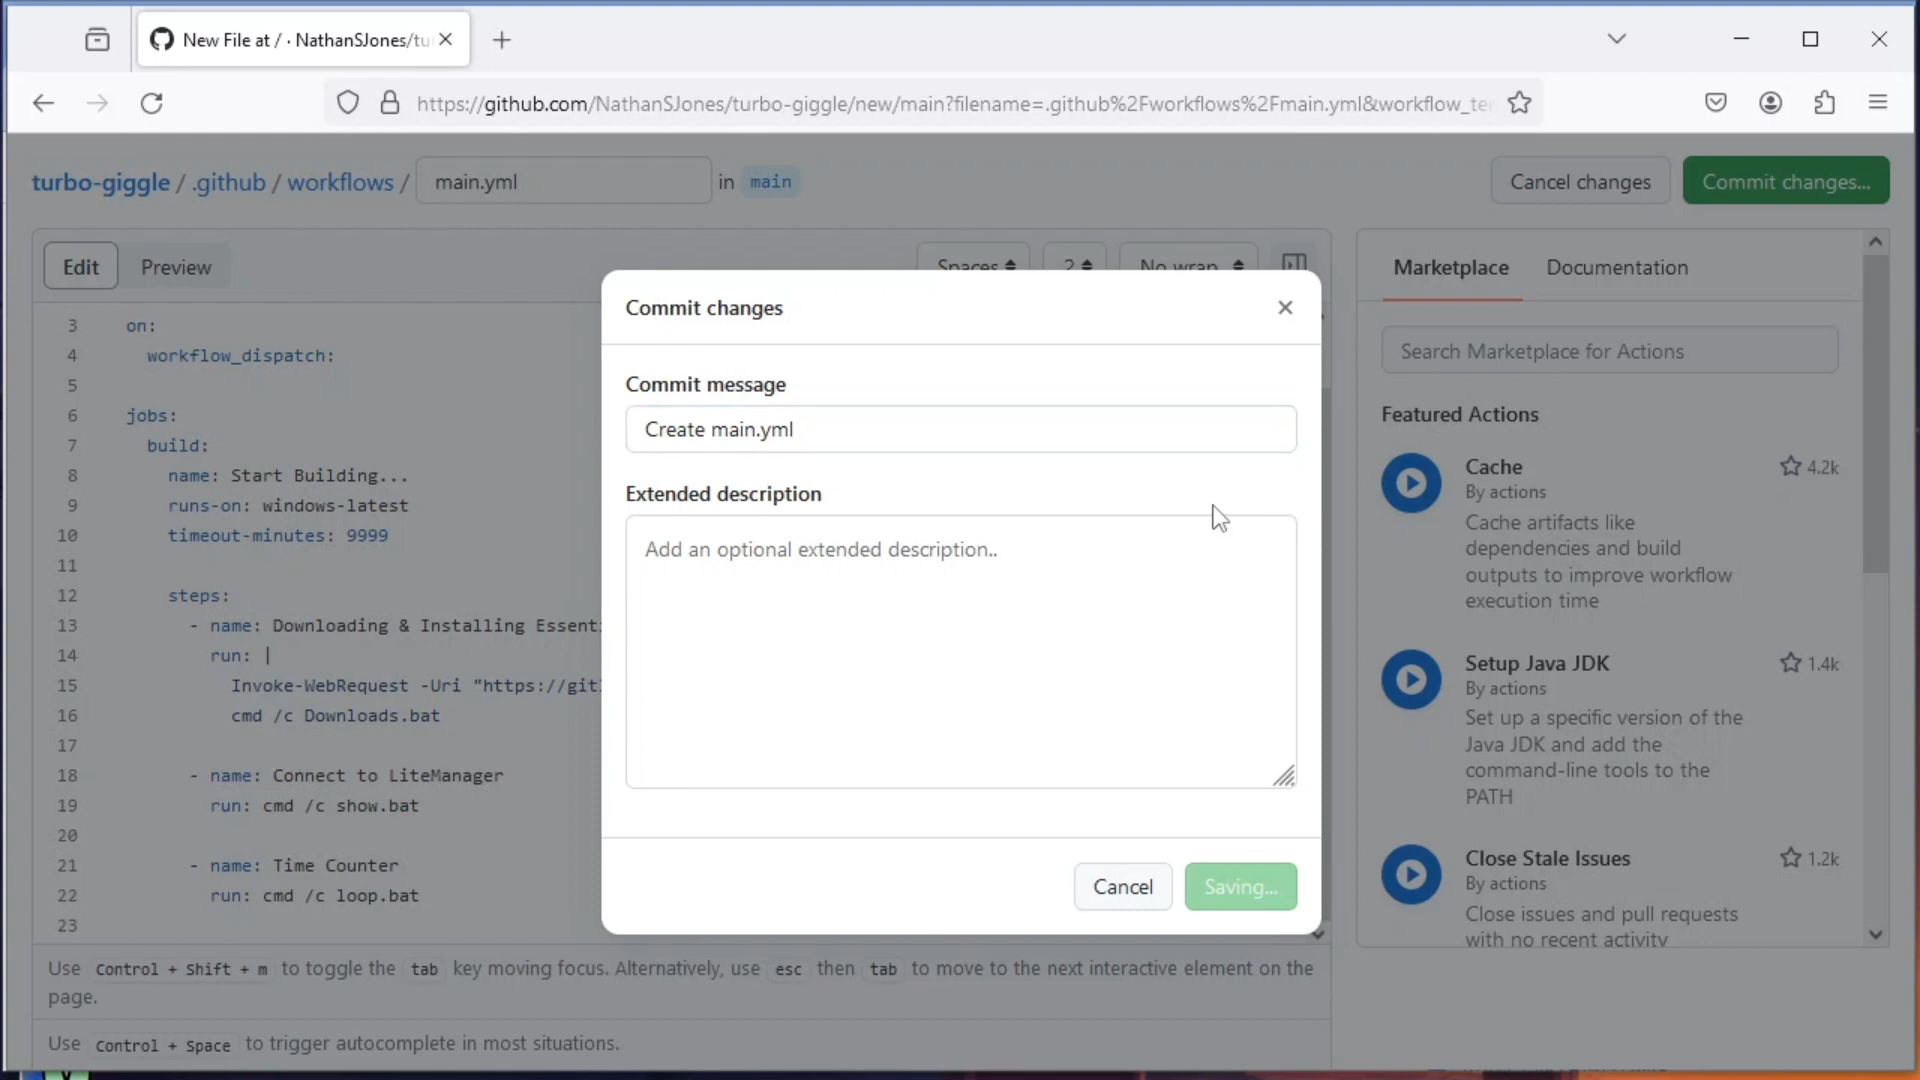 New File at / · NathanSJones/tu
https://github.com/NathanSJones/turbo-giggle/new/main?filename=.github%2Fworkflows%2Fmain.yml&workflow_te
turbo-giggle / .github / workflows / main.yml in main
Cancel changes
Commit changes...
Edit
Preview
Spaces
2
No wrap
Marketplace
Documentation
3 on:
4 workflow_dispatch:
5
6 jobs:
7 build:
8 name: Start Building...
9 runs-on: windows-latest
10 timeout-minutes: 9999
11
12 steps:
13 - name: Downloading & Installing Essenti
14 run: |
15 Invoke-WebRequest -Uri "https://git
16 cmd /c Downloads.bat
17
18 - name: Connect to LiteManager
19 run: cmd /c show.bat
20
21 - name: Time Counter
22 run: cmd /c loop.bat
23
Commit changes
Commit message
Create main.yml
Extended description
Add an optional extended description..
Cancel
Saving...
Search Marketplace for Actions
Featured Actions
Cache
4.2k
By actions
Cache artifacts like
dependencies and build
outputs to improve workflow
execution time
Setup Java JDK
1.4k
By actions
Set up a specific version of the
Java JDK and add the
command-line tools to the
PATH
Close Stale Issues
1.2k
By actions
Close issues and pull requests
with no recent activity
Use Control + Shift + m to toggle the tab key moving focus. Alternatively, use esc then tab to move to the next interactive element on the
page.
Use Control + Space to trigger autocomplete in most situations.